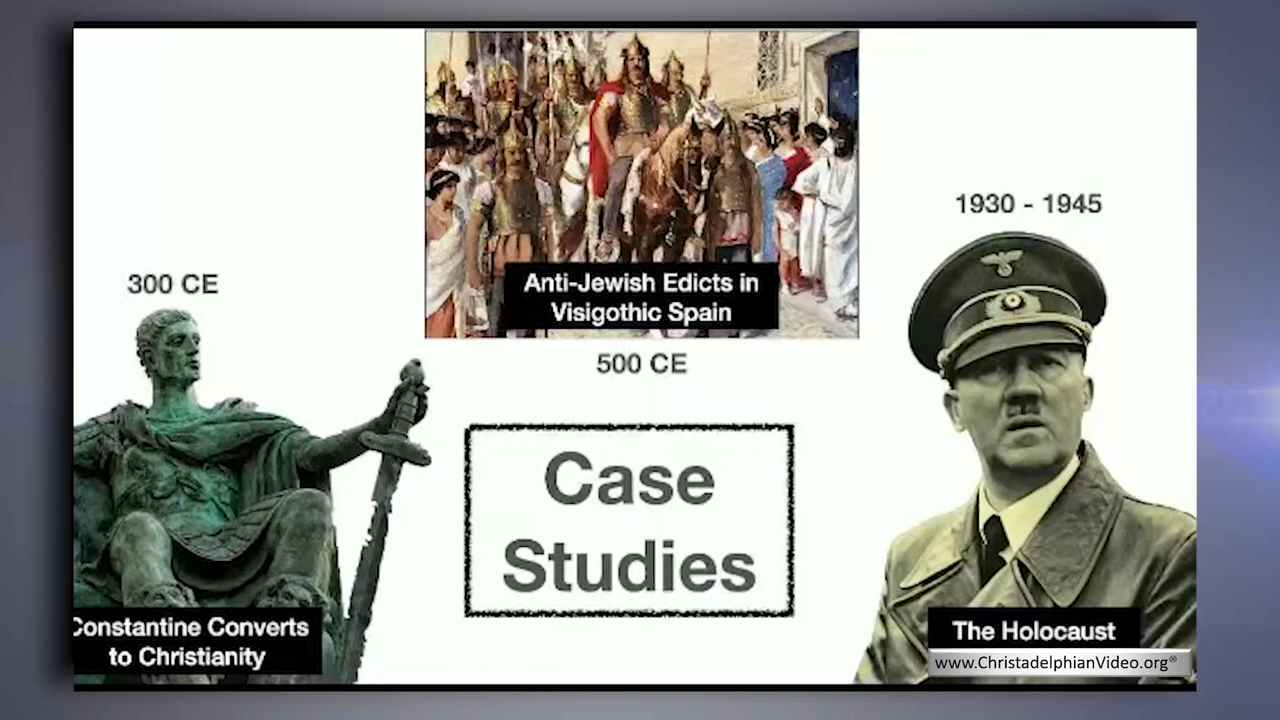 300 CE
Constantine Converts
to Christianity
Anti-Jewish Edicts in
Visigothic Spain
500 CE
Case
Studies
1930 - 1945
The Holocaust
www.ChristadelphianVideo.org®